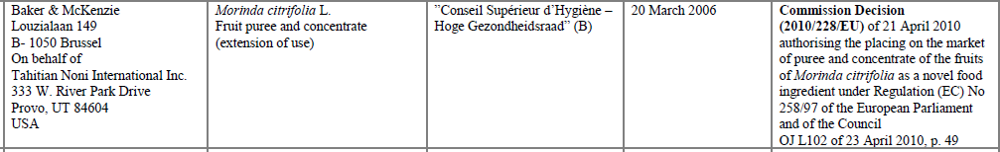 Baker & McKenzie
Louzialaan 149
B- 1050 Brussel
On behalf of
Tahitian Noni International Inc.
333 W. River Park Drive
Provo, UT 84604
USA
Morinda citrifolia L.
Fruit puree and concentrate
(extension of use)
”Conseil Supérieur d’Hygiène –
Hoge Gezondheidsraad” (B)
20 March 2006
Commission Decision
(2010/228/EU) of 21 April 2010
authorising the placing on the market
of puree and concentrate of the fruits
of Morinda citrifolia as a novel food
ingredient under Regulation (EC) No
258/97 of the European Parliament
and of the Council
OJ L102 of 23 April 2010, p. 49